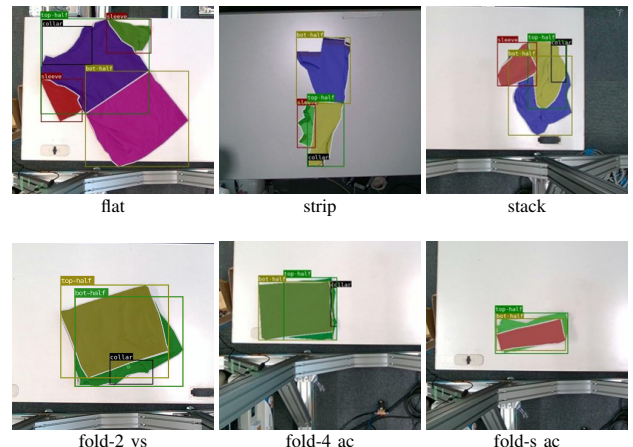 top-half
collar
sleeve
bot-half
sleeve
flat
bot-half
top-half
sleeve
collar
strip
sleeve
collar
bot-half
stack
top-half
bot-half
collar
fold-2 vs
top-half
bot-half
collar
fold-4 ac
top-half
bot-half
fold-s ac